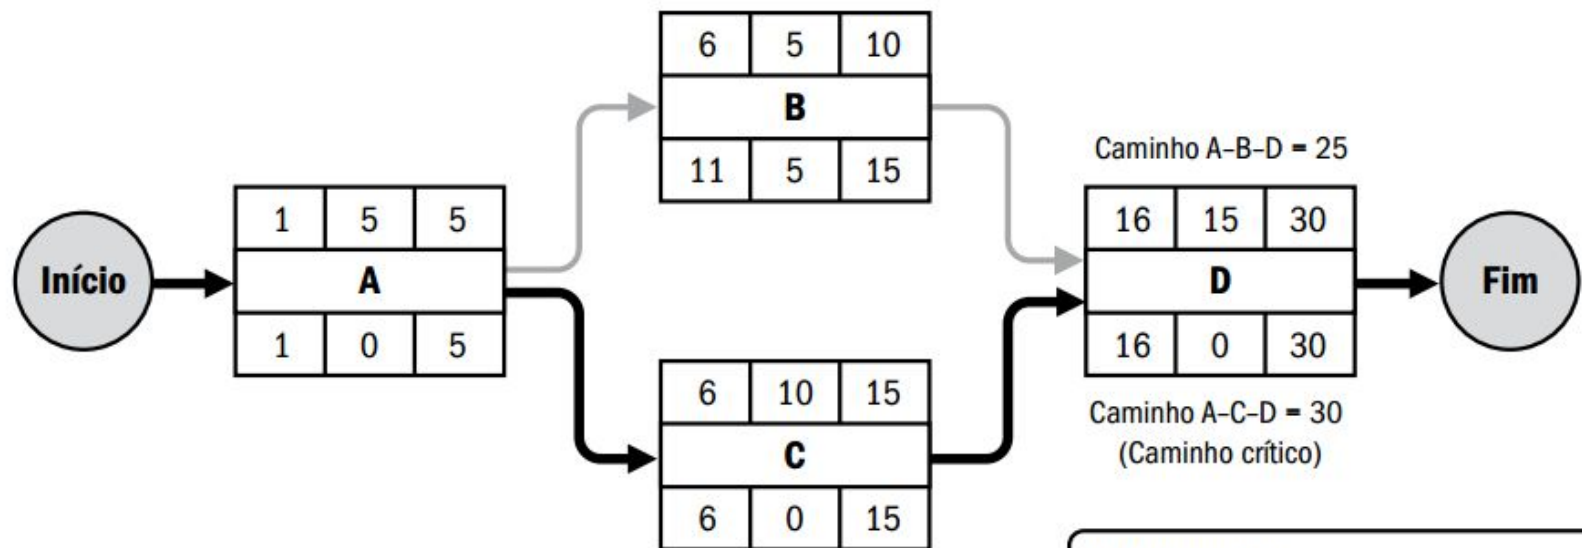 Início
1 5 5
A
1 0 5
6 5 10
B
11 5 15
6 10 15
C
6 0 15
Caminho A–B–D = 25
16 15 30
D
16 0 30
Caminho A–C–D = 30
(Caminho crítico)
Fim